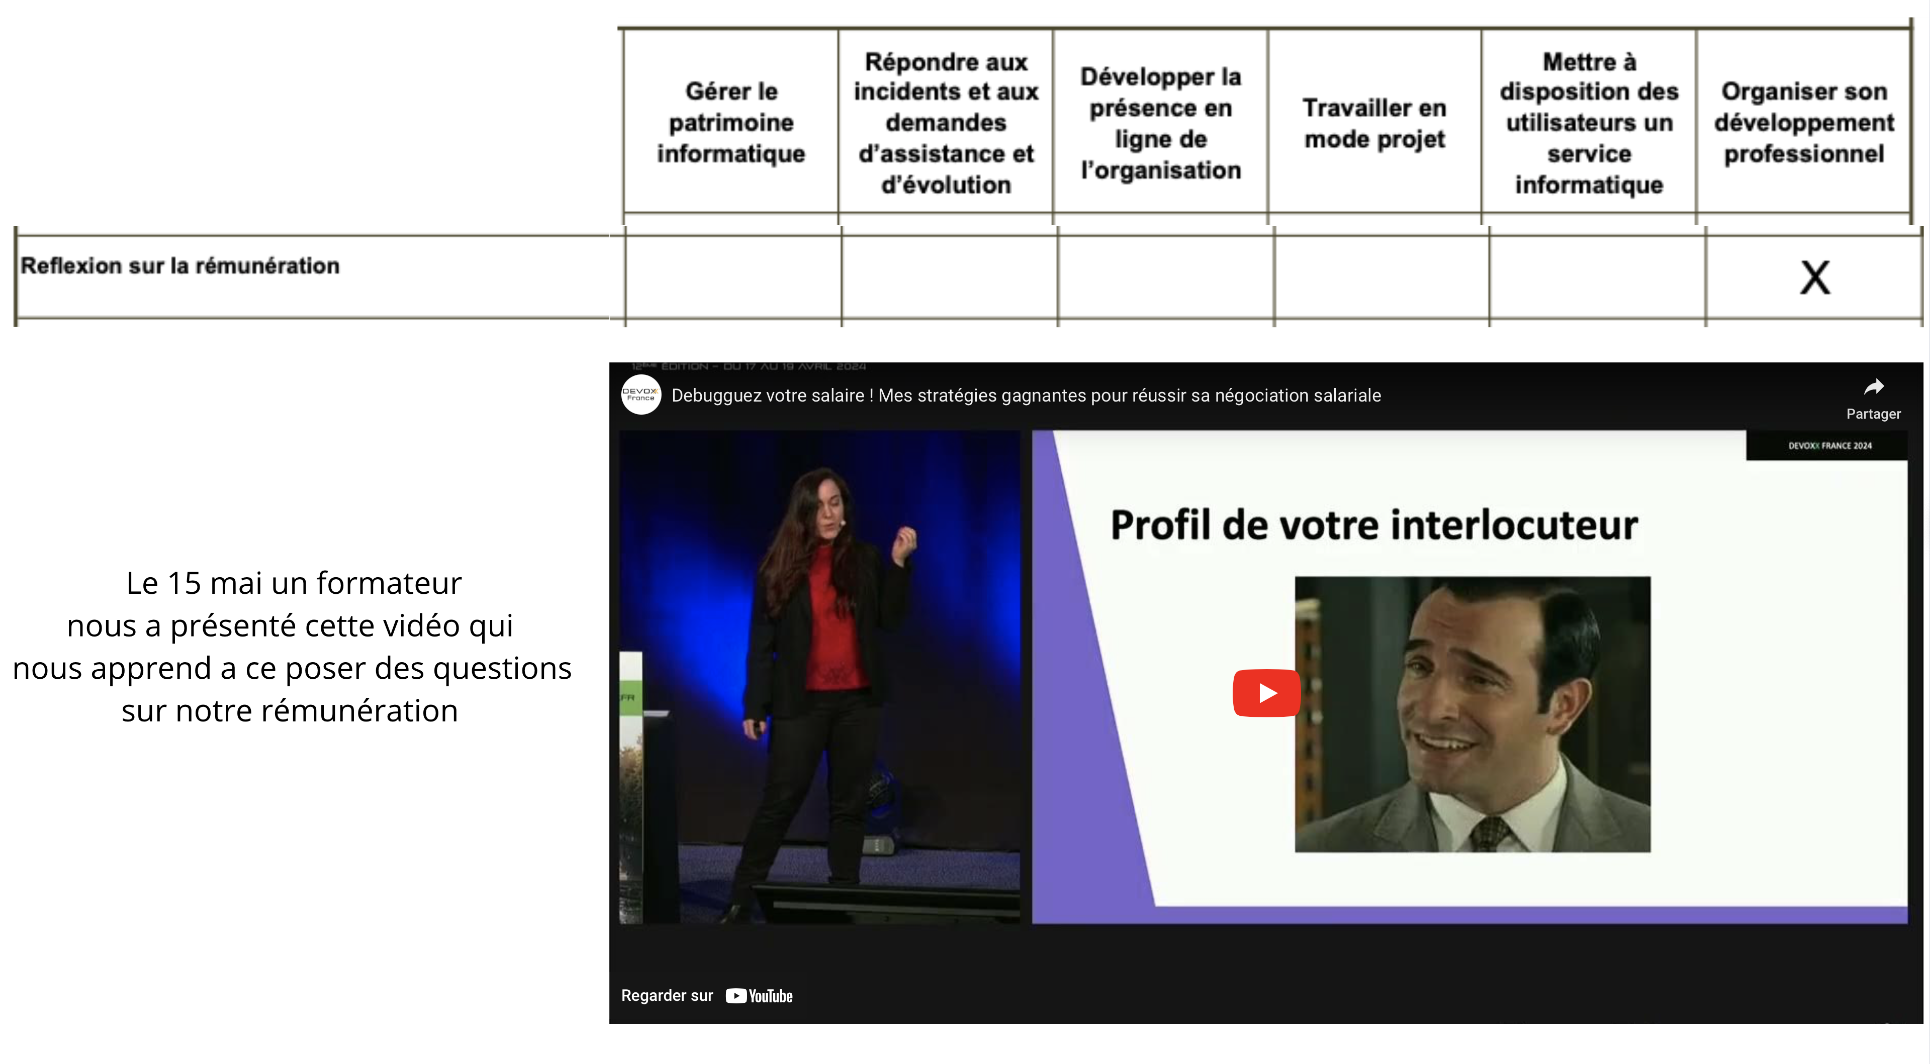 Gérer le
patrimoine
informatique
Répondre aux
incidents et aux
demandes
d'assistance et
d'évolution
Développer la
présence en
ligne de
l'organisation
Travailler en
mode projet
Mettre à
disposition des
utilisateurs un
service
informatique
Organiser son
développement
professionnel
Reflexion sur la rémunération
X
Le 15 mai un formateur
nous a présenté cette vidéo qui
nous apprend a ce poser des questions
sur notre rémunération
12ème ÉDITION - DU 17 AU 19 AVRIL 2024
DEVOXX
France
Debugguez votre salaire ! Mes stratégies gagnantes pour réussir sa négociation salariale
Partager
DEVOXX FRANCE 2024
Profil de votre interlocuteur
.FR
Regarder sur YouTube